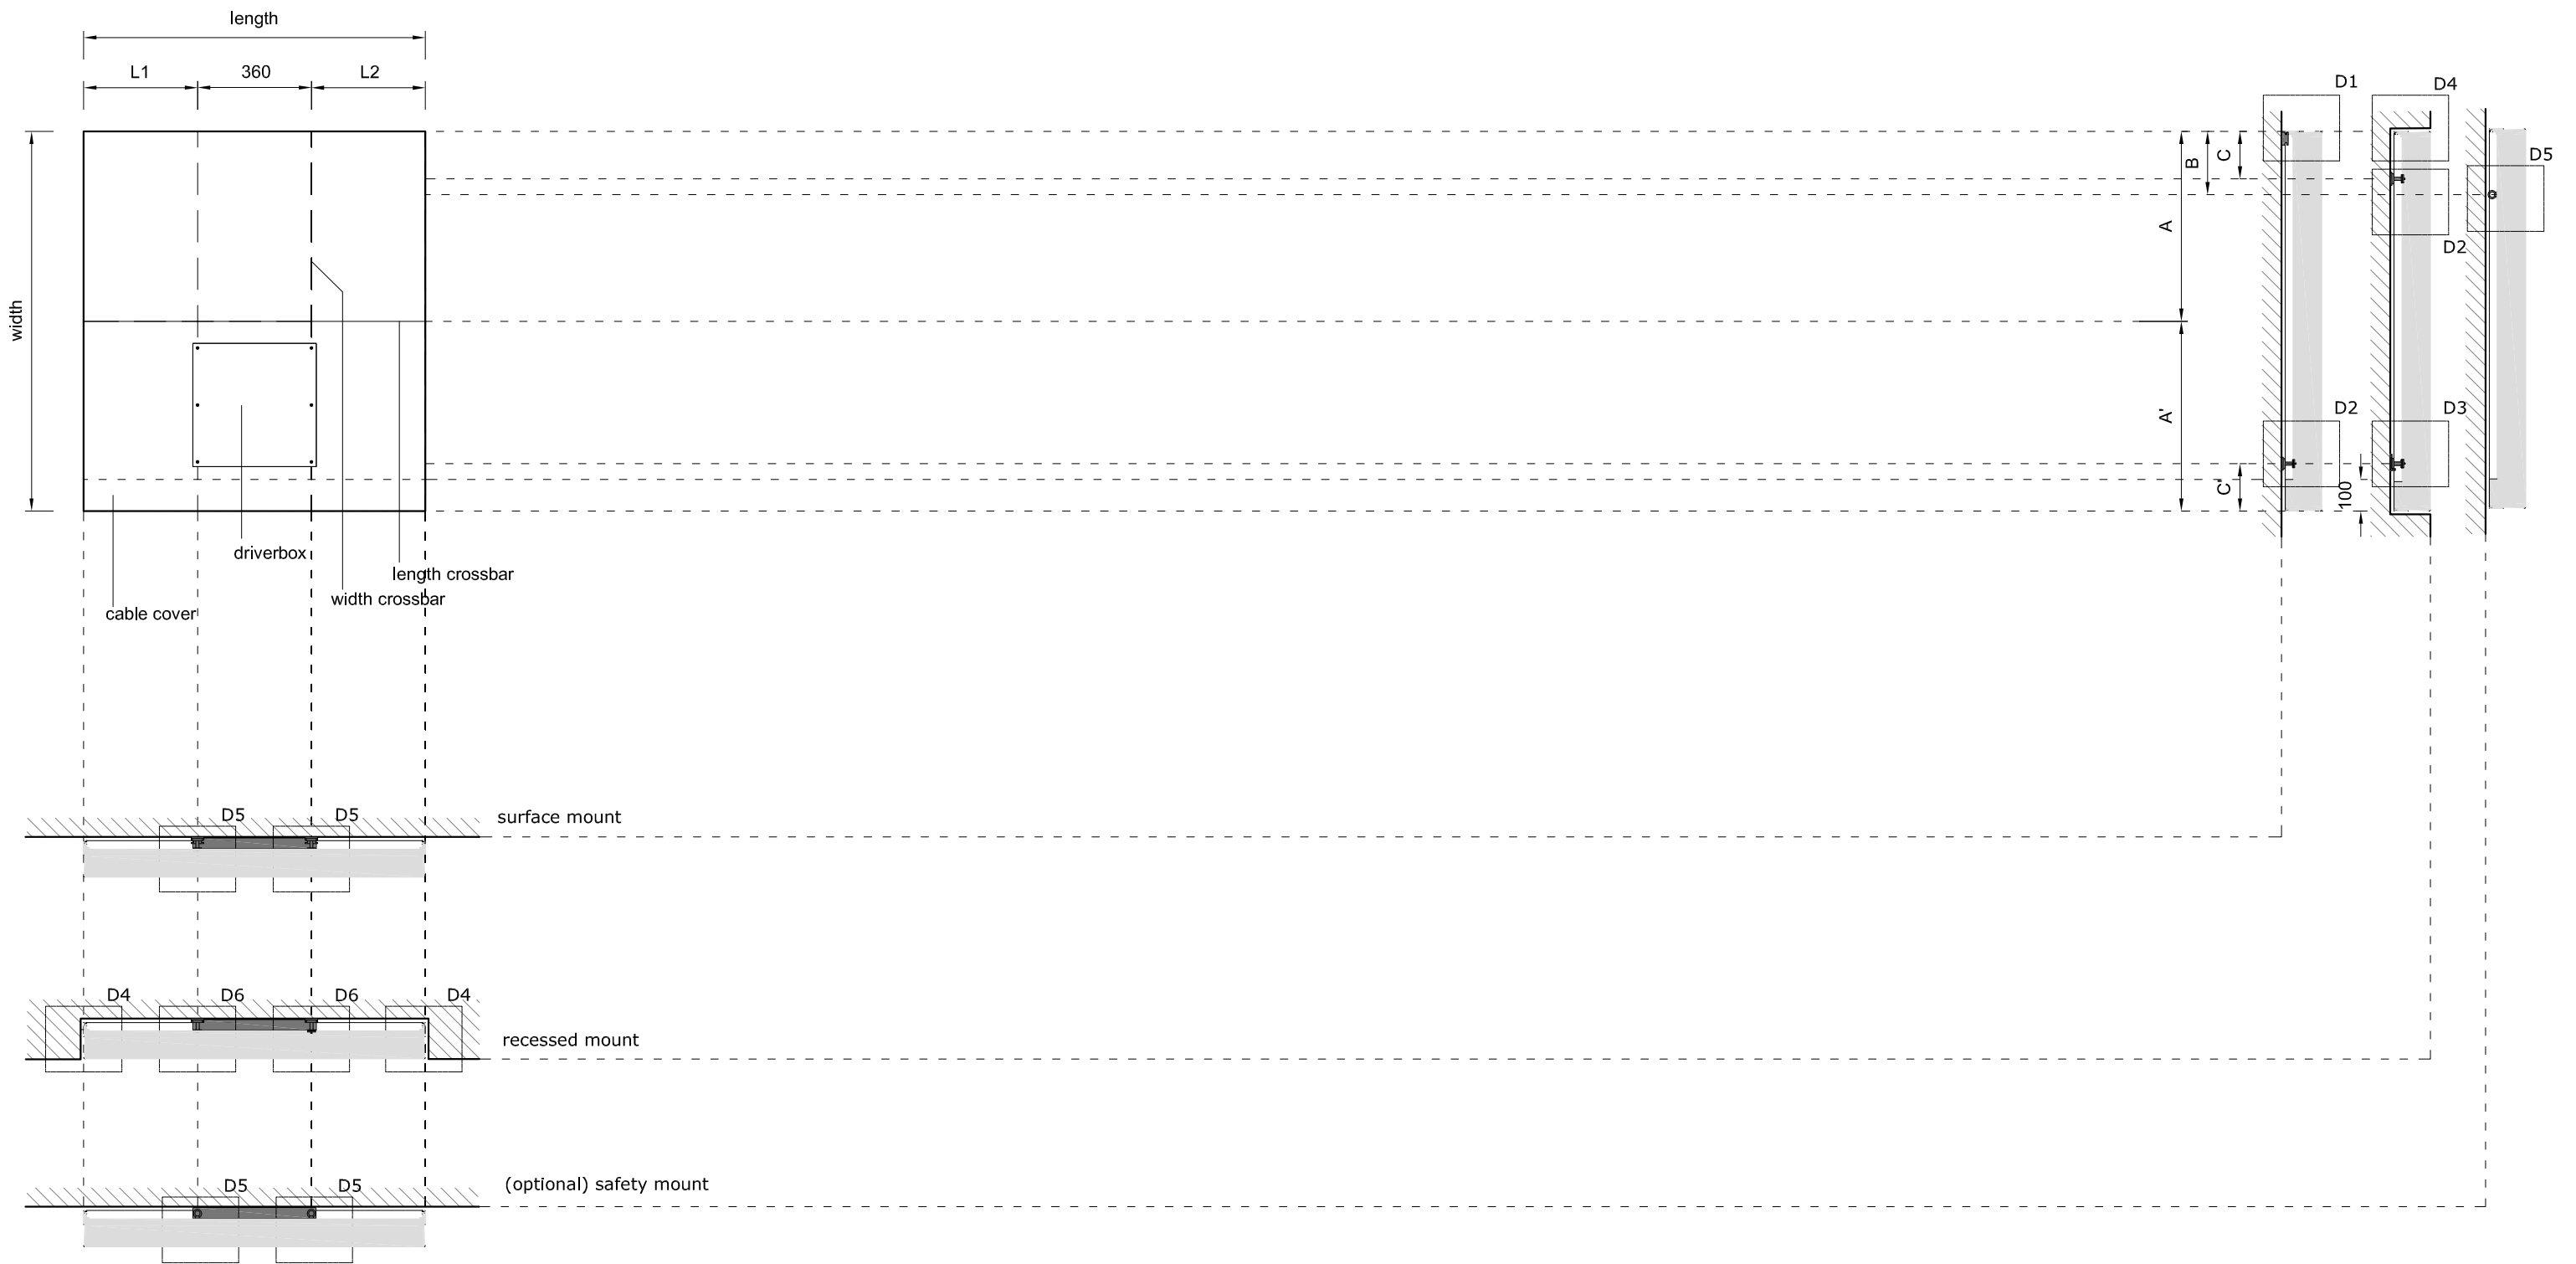 length
L1
360
L2
D1
D4
D5
B
C
A
D2
width
D2
D3
A'
C'
100
driverbox
length crossbar
width crossbar
cable cover
D5
D5
surface mount
D4
D6
D6
D4
recessed mount
D5
D5
(optional) safety mount